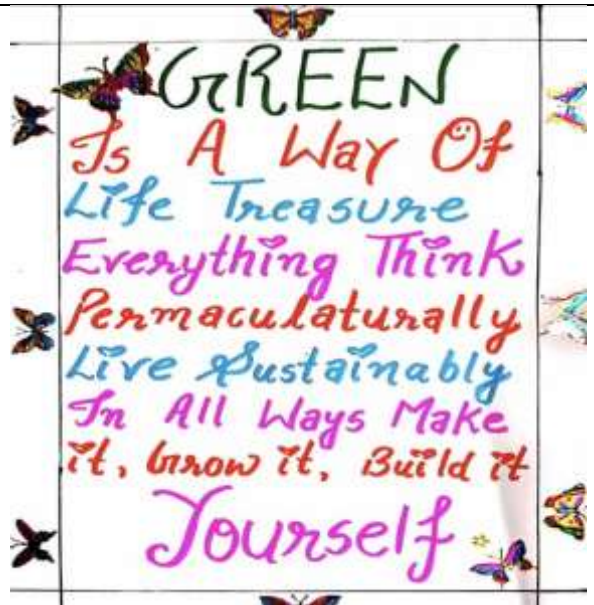 GREEN
Is A Way Of
Life Treasure
Everything Think
Permaculaturally
Live Sustainably
In All Ways Make
it, Grow it, Build it
Yourself